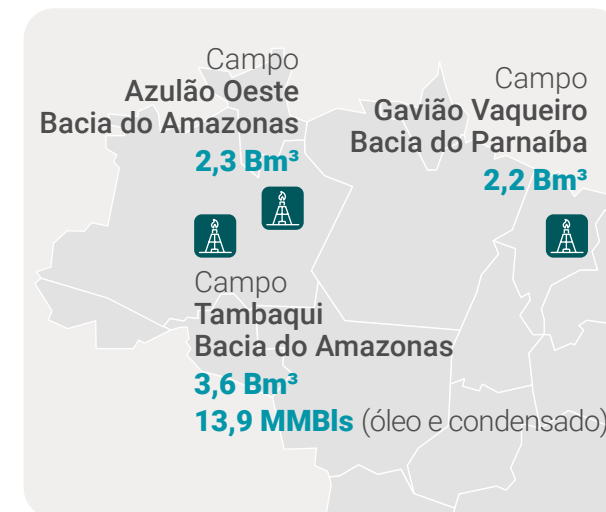 Campo
Azulão Oeste
Bacia do Amazonas
2,3 Bm³
Campo
Gavião Vaqueiro
Bacia do Parnaíba
2,2 Bm³
Campo
Tambaqui
Bacia do Amazonas
3,6 Bm³
13,9 MMBls (óleo e condensado)